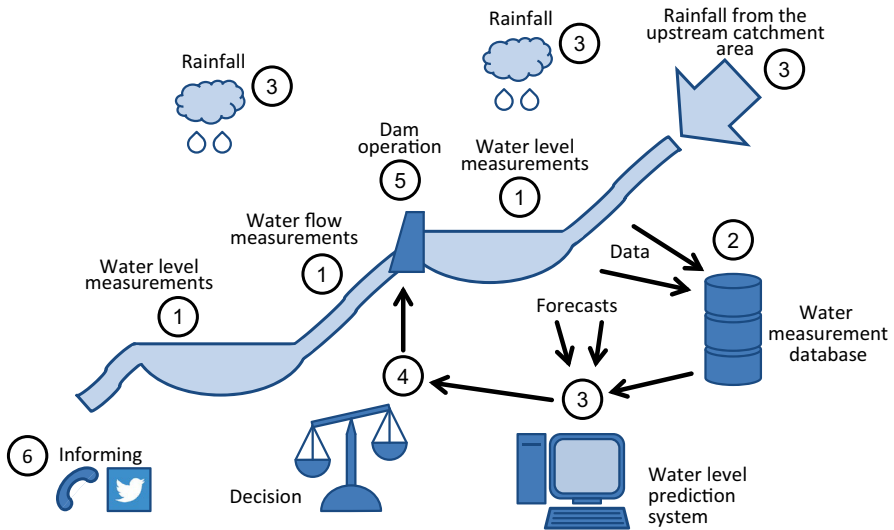 Rainfall
3
Rainfall
3
Rainfall from the
upstream catchment
area
3
Dam
operation
5
Water level
measurements
1
Water flow
measurements
1
Water level
measurements
1
Data
2
Water
measurement
database
Forecasts
3
4
6
Informing
Decision
Water level
prediction
system